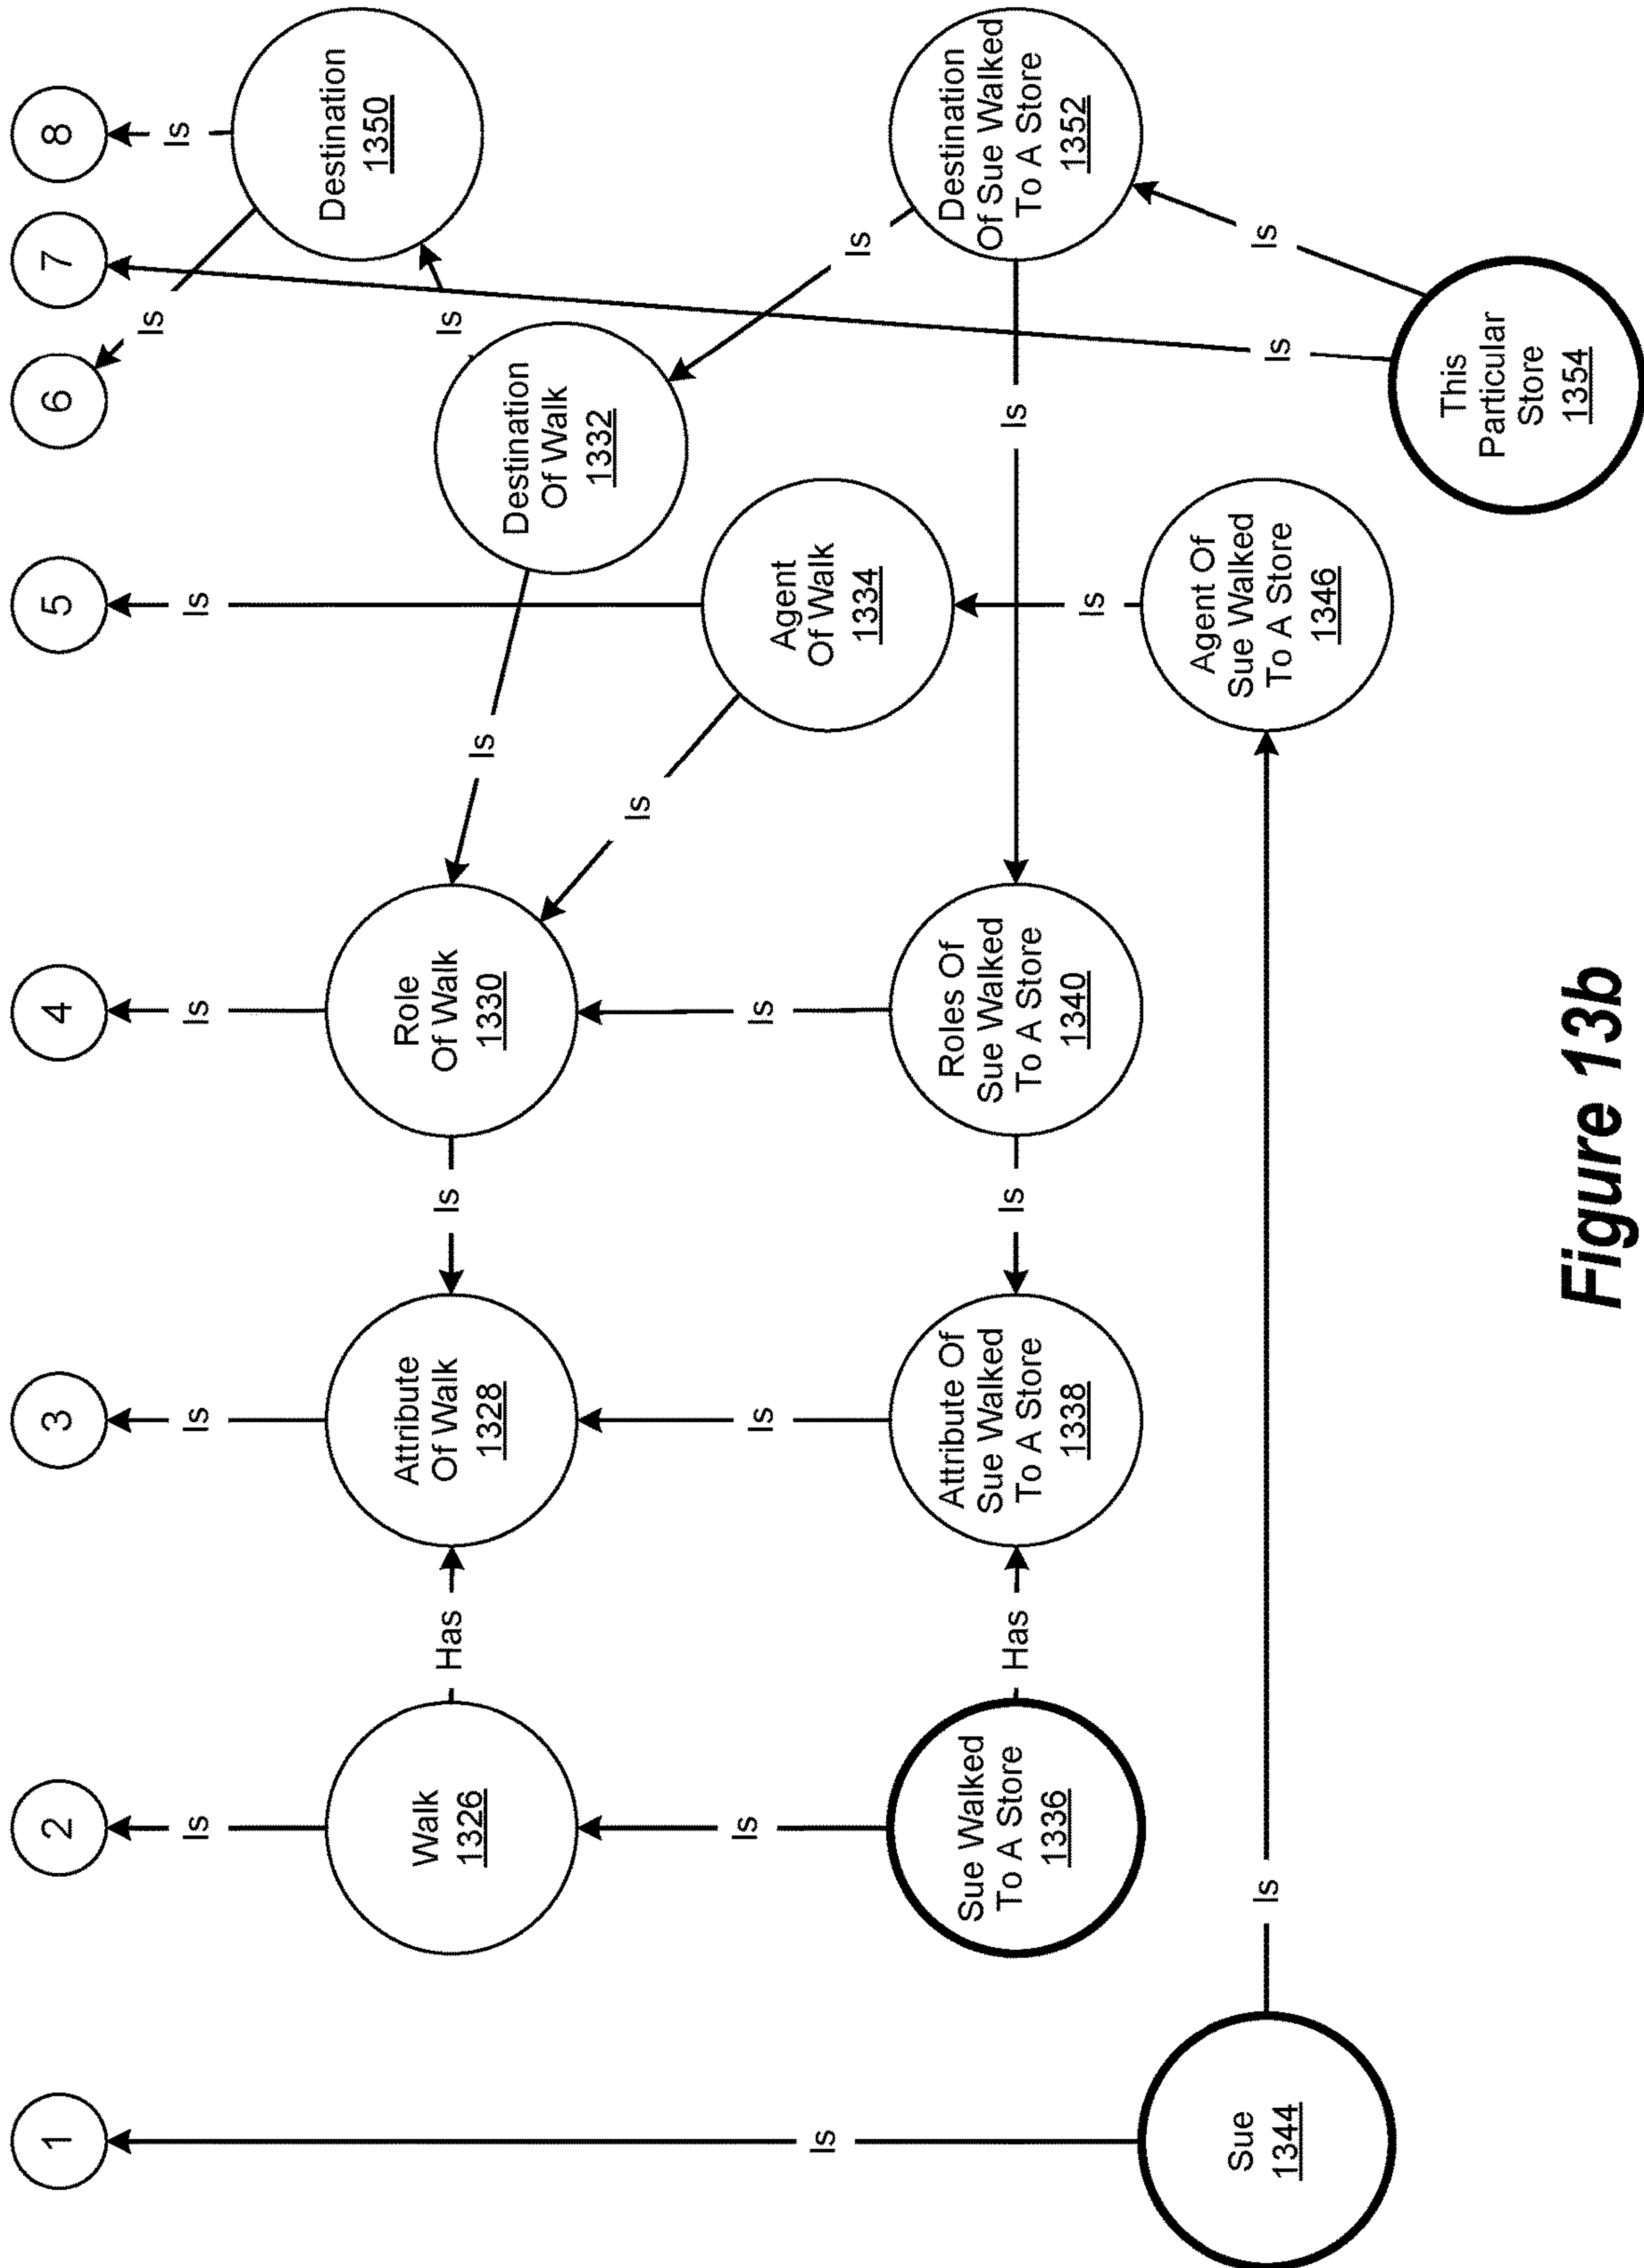 1
2
3
4
5
6
7
8
Is
Is
Is
Is
Is
Is
Is
Destination
1350
Is
Walk
1326
Has
Attribute
Of Walk
1328
Is
Role
Of Walk
1330
Is
Is
Destination
Of Walk
1332
Agent
Of Walk
1334
Is
Is
Is
Is
Is
Is
Sue Walked
To A Store
1336
Has
Attribute Of
Sue Walked
To A Store
1338
Is
Roles Of
Sue Walked
To A Store
1340
Is
Destination
Of Sue Walked
To A Store
1352
Is
Agent Of
Sue Walked
To A Store
1346
Is
Is
Sue
1344
Is
This
Particular
Store
1354
Figure 13b